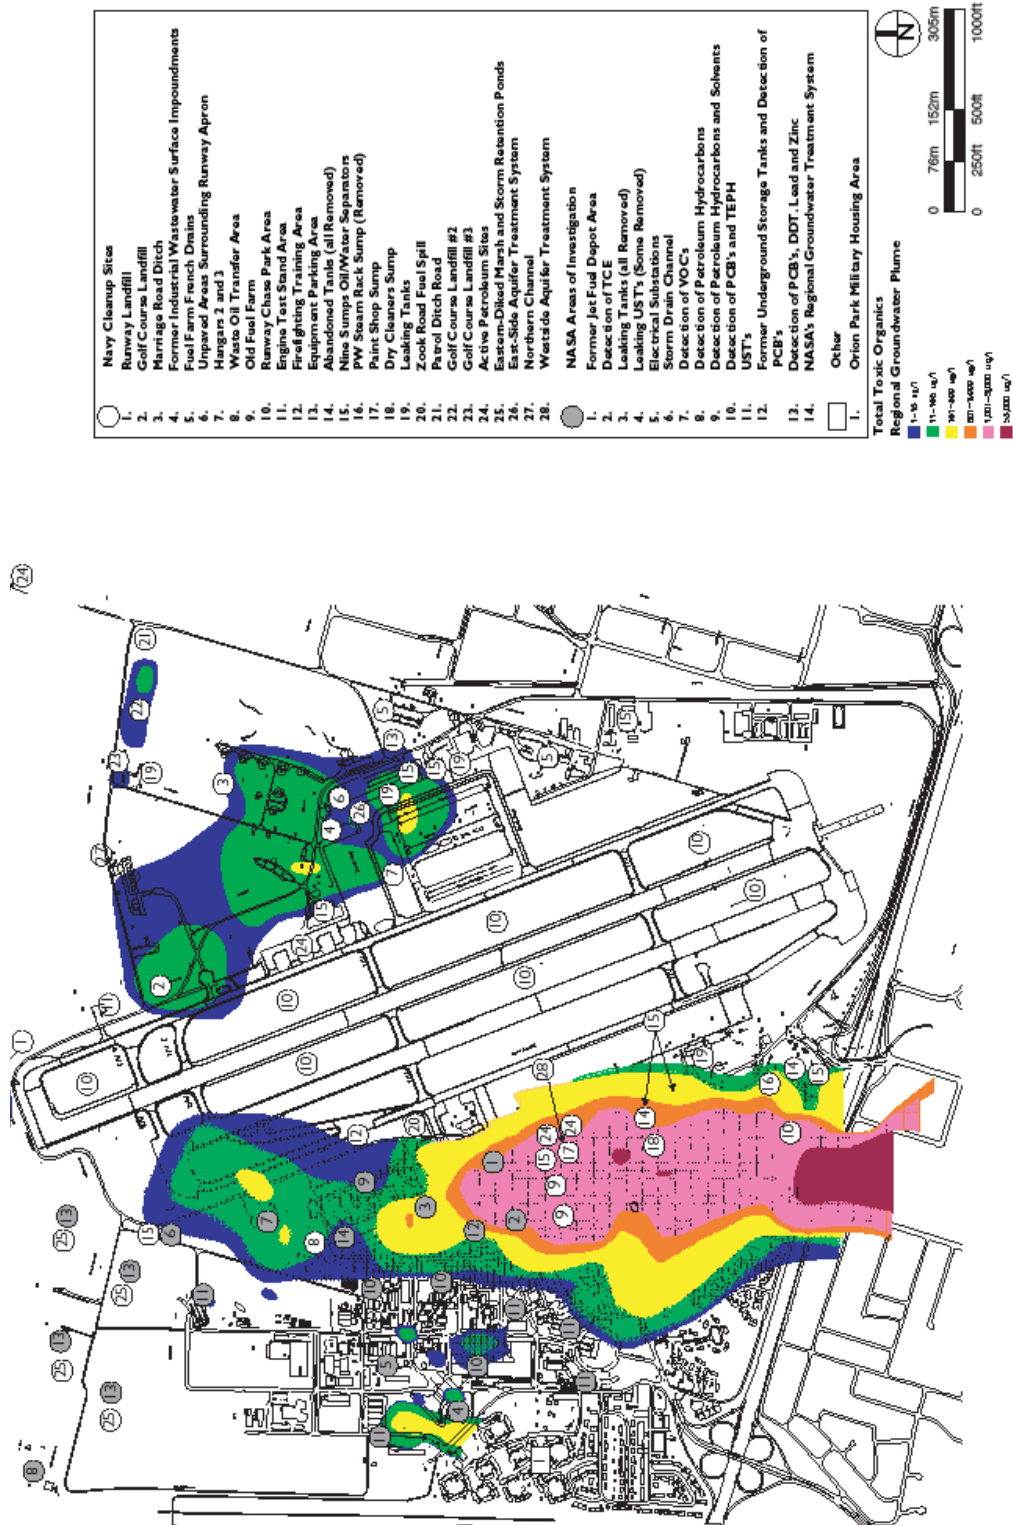 Navy Cleanup Sites
1. Runway Landfill
2. Golf Course Landfill
3. Marriage Road Ditch
4. Former Industrial Wastewater Surface Impoundments
5. Fuel Farm French Drains
6. Unpaved Areas Surrounding Runway Apron
7. Hangars 2 and 3
8. Waste Oil Transfer Area
9. Old Fuel Farm
10. Runway Chase Park Area
11. Engine Test Stand Area
12. Firefighting Training Area
13. Equipment Parking Area
14. Abandoned Tanks (all Removed)
15. Nine Sumps Oil/Water Separators
16. PW Steam Rack Sump (Removed)
17. Paint Shop Sump
18. Dry Cleaners Sump
19. Leaking Tanks
20. Zook Road Fuel Spill
21. Patrol Ditch Road
22. Golf Course Landfill #2
23. Golf Course Landfill #3
24. Active Petroleum Sites
25. Eastern-Diked Marsh and Storm Retention Ponds
26. East-Side Aquifer Treatment System
27. Northern Channel
28. Westside Aquifer Treatment System
NASA Areas of Investigation
1. Former Jet Fuel Depot Area
2. Detection of TCE
3. Leaking Tanks (all Removed)
4. Leaking UST's (Some Removed)
5. Electrical Substations
6. Storm Drain Channel
7. Detection of VOC's
8. Detection of Petroleum Hydrocarbons
9. Detection of Petroleum Hydrocarbons and Solvents
10. Detection of PCB's and TEPH
11. UST's
12. Former Underground Storage Tanks and Detection of
PCB's
13. Detection of PCB's, DDT, Lead and Zinc
14. NASA's Regional Groundwater Treatment System
Other
1. Orion Park Military Housing Area
Total Toxic Organics
Regional Groundwater Plume
N
0 76m 152m 305m
0 250ft 500ft 1000ft